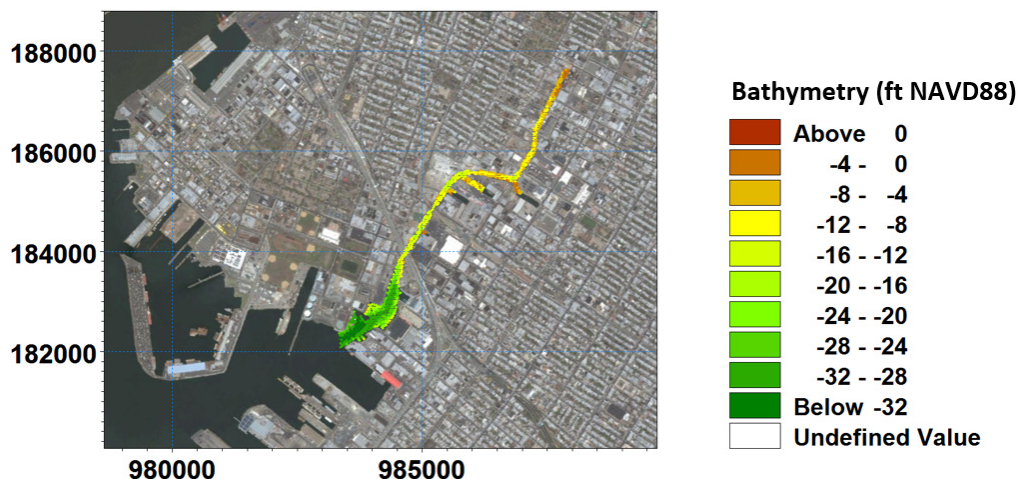 188000
186000
184000
182000
980000
985000
Bathymetry (ft NAVD88)
Above 0
-4 - 0
-8 - -4
-12 - -8
-16 - -12
-20 - -16
-24 - -20
-28 - -24
-32 - -28
Below -32
Undefined Value